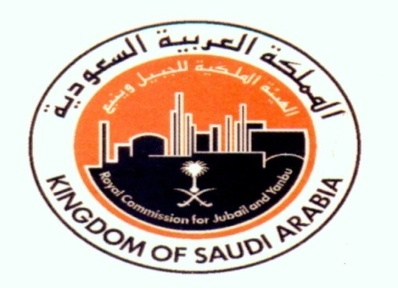 المملكة العربية السعودية
الهيئة الملكية للجبيل وينبع
Royal Commission for Jubail and Yanbu
KINGDOM OF SAUDI ARABIA